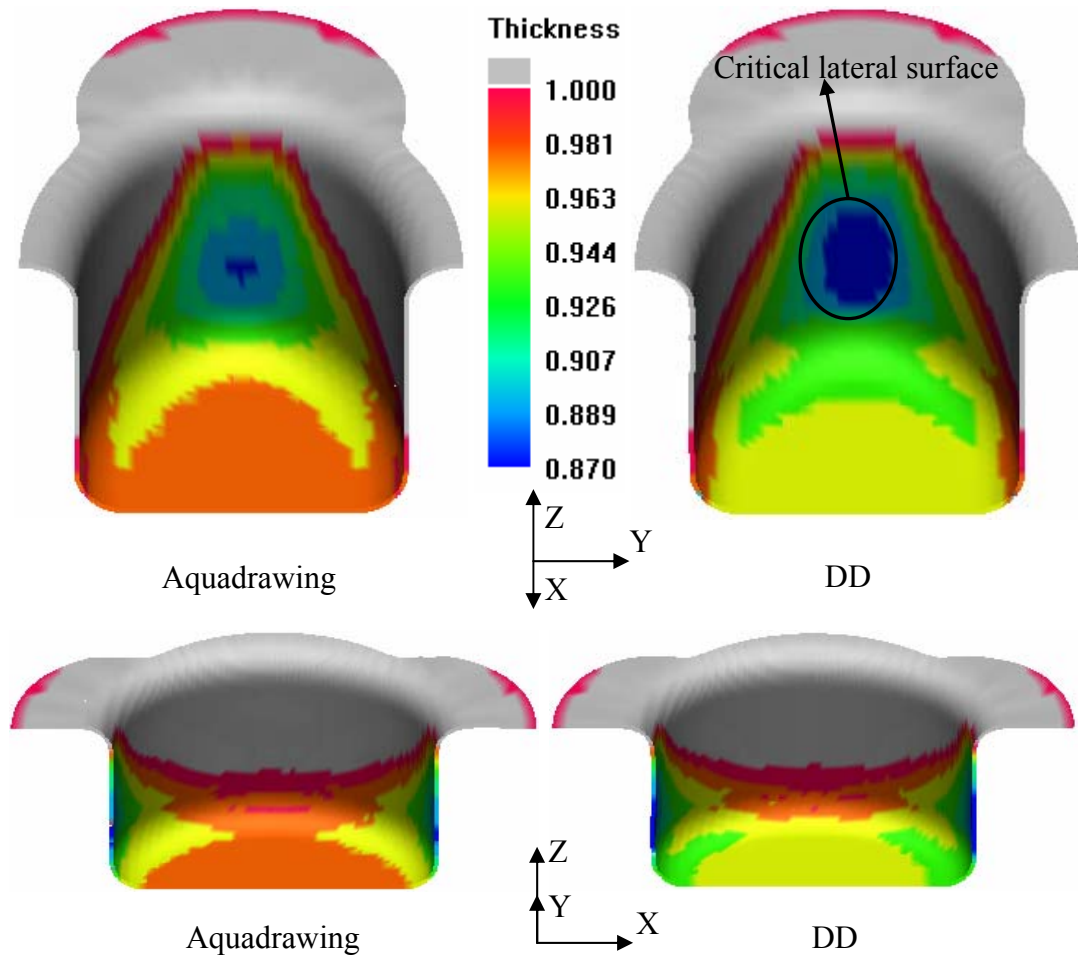 Thickness
1.000
0.981
0.963
0.944
0.926
0.907
0.889
0.870
Critical lateral surface
Z
Y
X
Aquadrawing
DD
Z
Y
X
Aquadrawing
DD